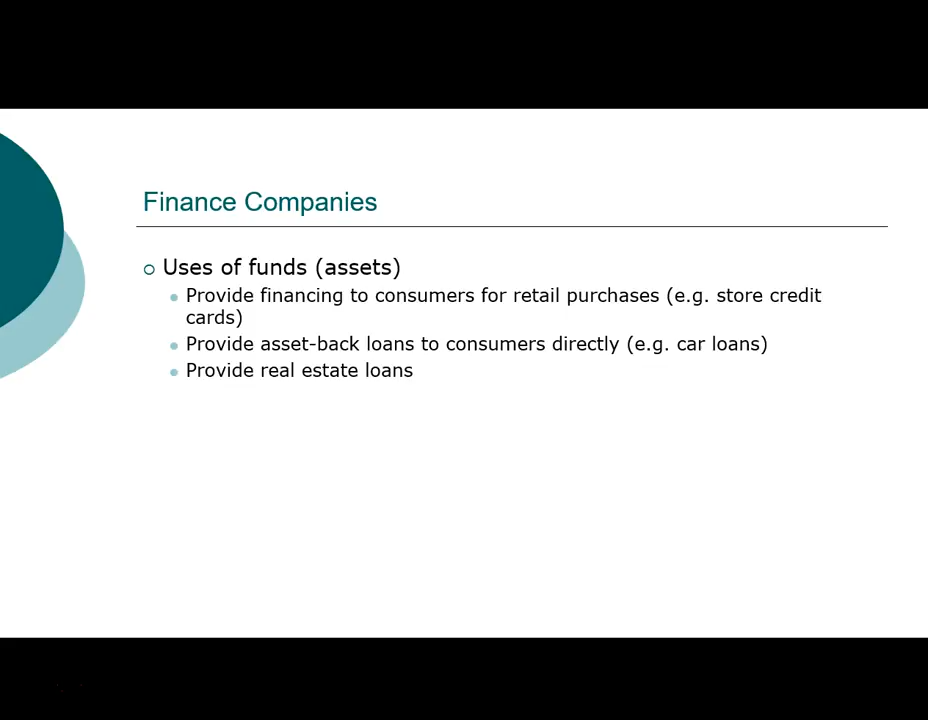 Finance Companies
Uses of funds (assets)
Provide financing to consumers for retail purchases (e.g. store credit
cards)
Provide asset-back loans to consumers directly (e.g. car loans)
Provide real estate loans